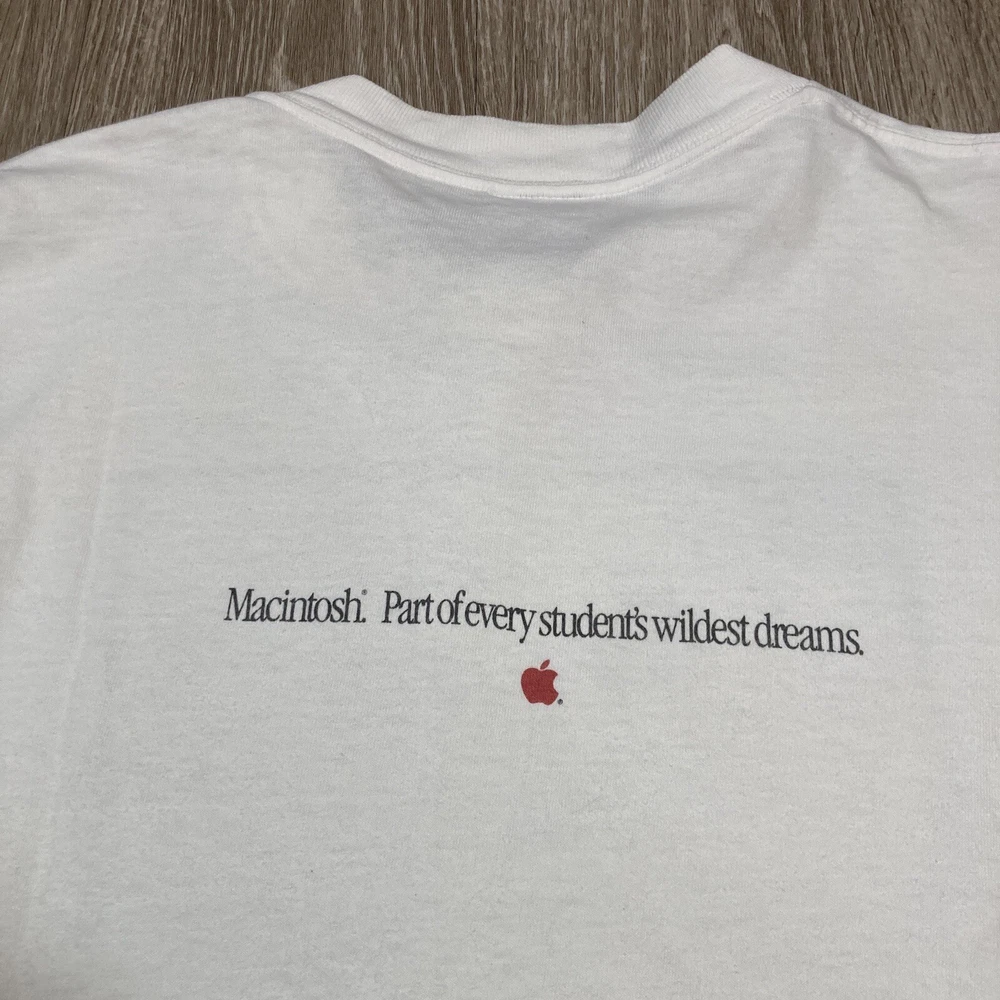 Macintosh.® Part of every student's wildest dreams.
®